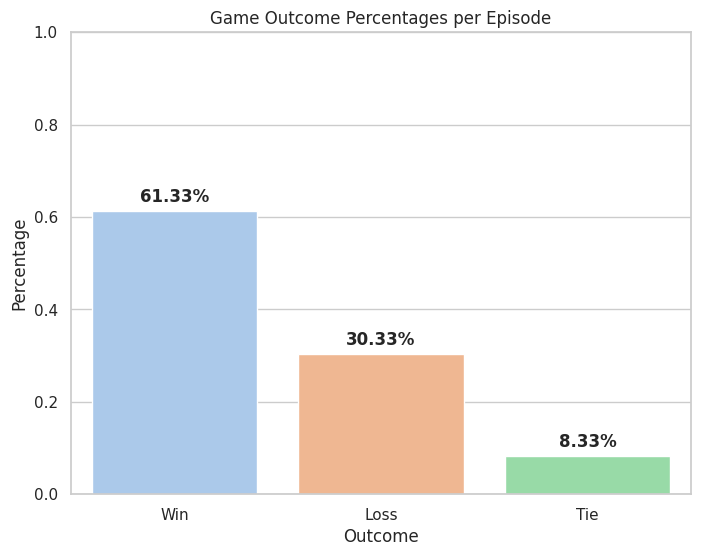 Game Outcome Percentages per Episode
1.0
0.8
0.6
0.4
0.2
0.0
Percentage
61.33%
30.33%
8.33%
Win
Loss
Tie
Outcome